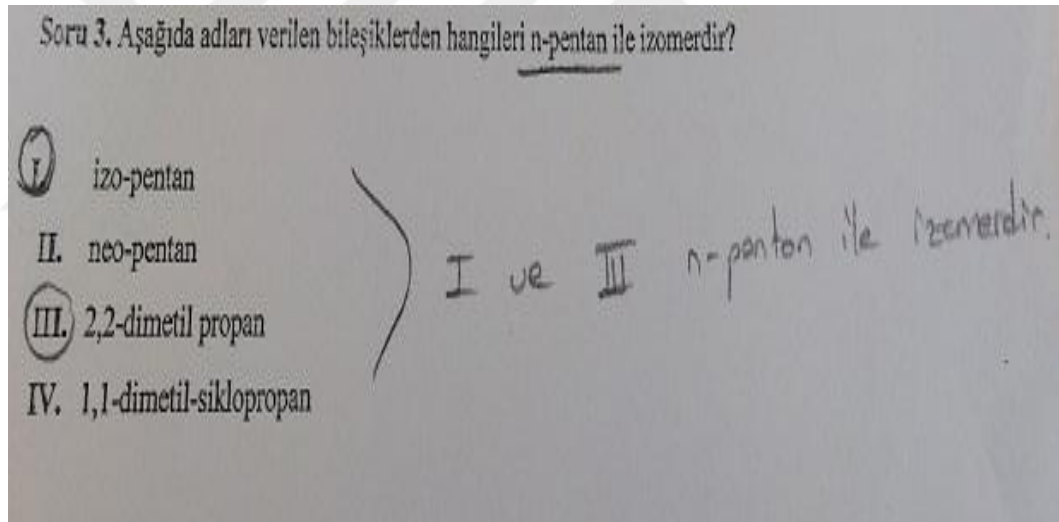 Soru 3. Aşağıda adları verilen bileşiklerden hangileri n-pentan ile izomerdir?
I. izo-pentan
II. neo-pentan
III. 2,2-dimetil propan
IV. 1,1-dimetil-siklopropan
I ve III n-pentan ile izomerdir.